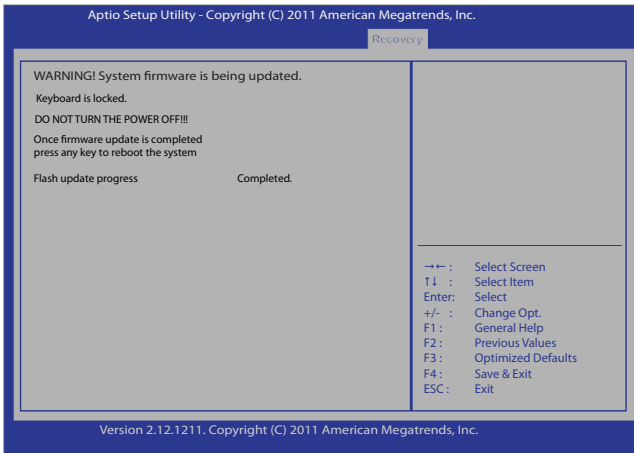 Aptio Setup Utility - Copyright (C) 2011 American Megatrends, Inc.
Recovery
WARNING! System firmware is being updated.
Keyboard is locked.
DO NOT TURN THE POWER OFF!!!
Once firmware update is completed
press any key to reboot the system
Flash update progress Completed.
→← : Select Screen
↑↓ : Select Item
Enter: Select
+/- : Change Opt.
F1 : General Help
F2 : Previous Values
F3 : Optimized Defaults
F4 : Save & Exit
ESC : Exit
Version 2.12.1211. Copyright (C) 2011 American Megatrends, Inc.